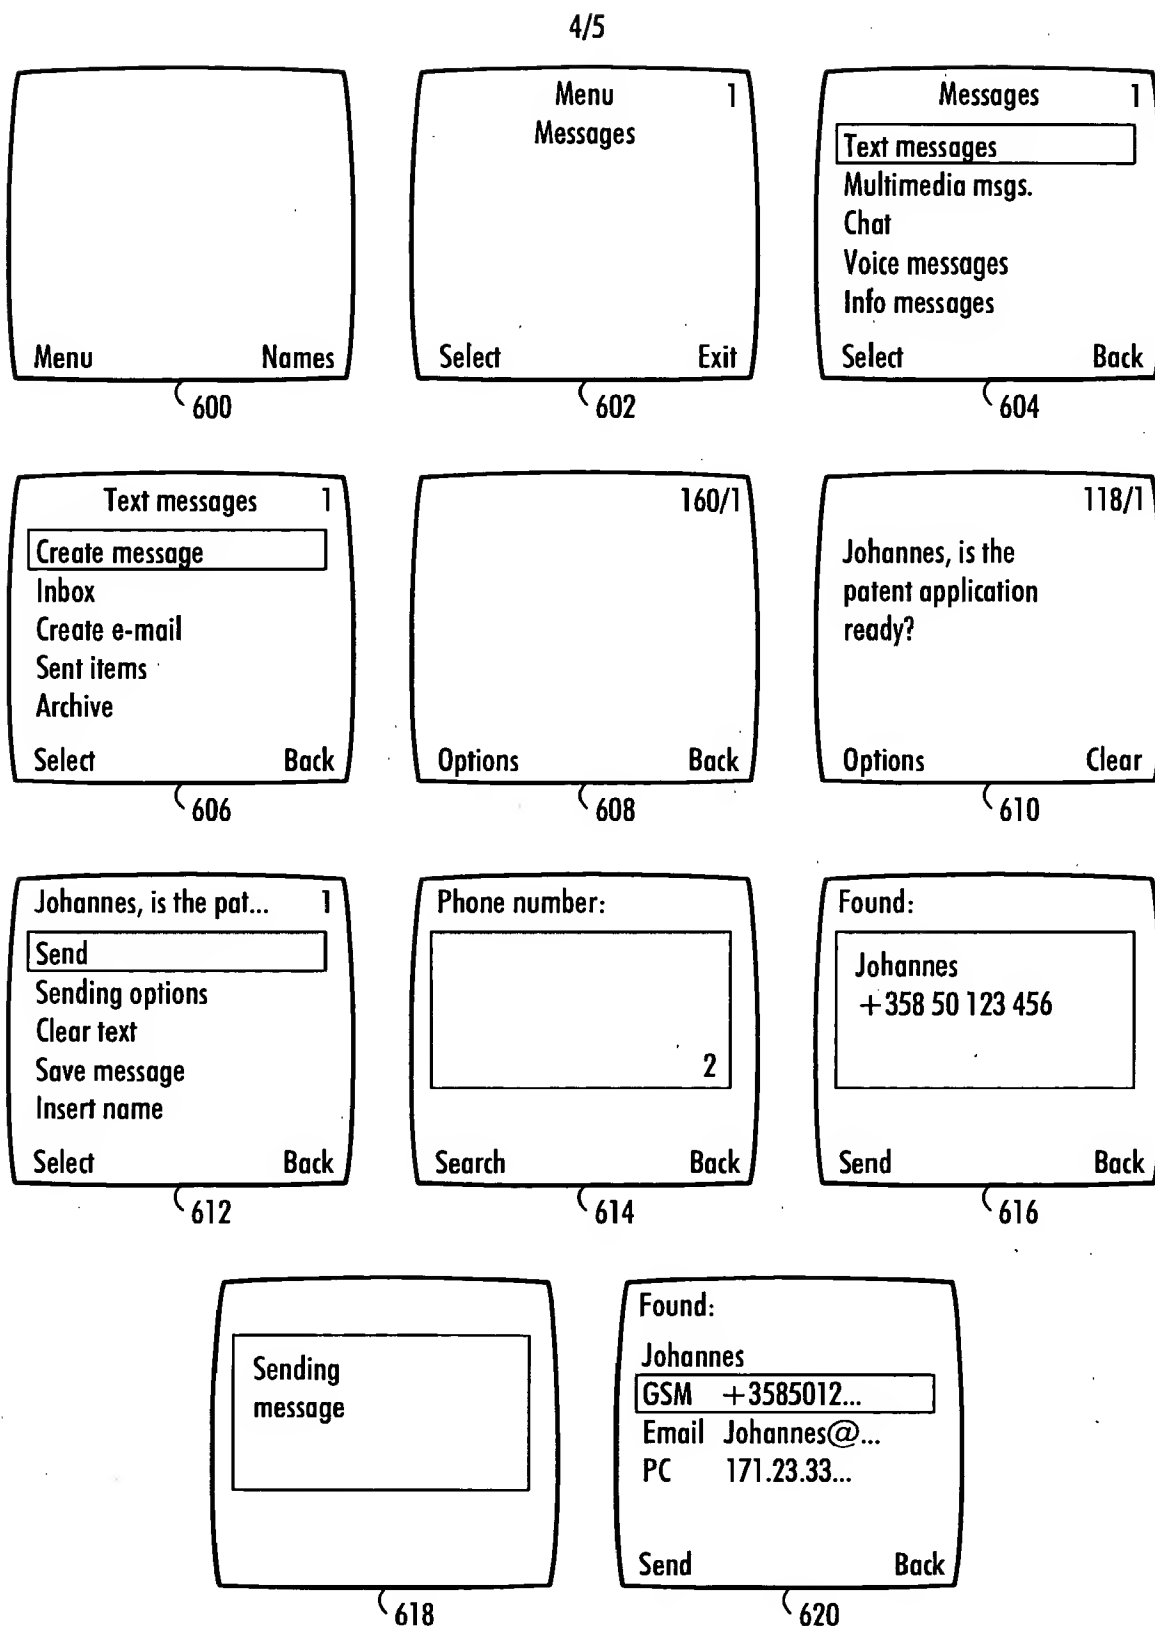 4/5
Menu Names
600
Menu 1
Messages
Select Exit
602
Messages 1
Text messages
Multimedia msgs.
Chat
Voice messages
Info messages
Select Back
604
Text messages 1
Create message
Inbox
Create e-mail
Sent items
Archive
Select Back
606
160/1
Options Back
608
118/1
Johannes, is the
patent application
ready?
Options Clear
610
Johannes, is the pat... 1
Send
Sending options
Clear text
Save message
Insert name
Select Back
612
Phone number:
2
Search Back
614
Found:
Johannes
+358 50 123 456
Send Back
616
Sending
message
618
Found:
Johannes
GSM +3585012...
Email Johannes@...
PC 171.23.33...
Send Back
620